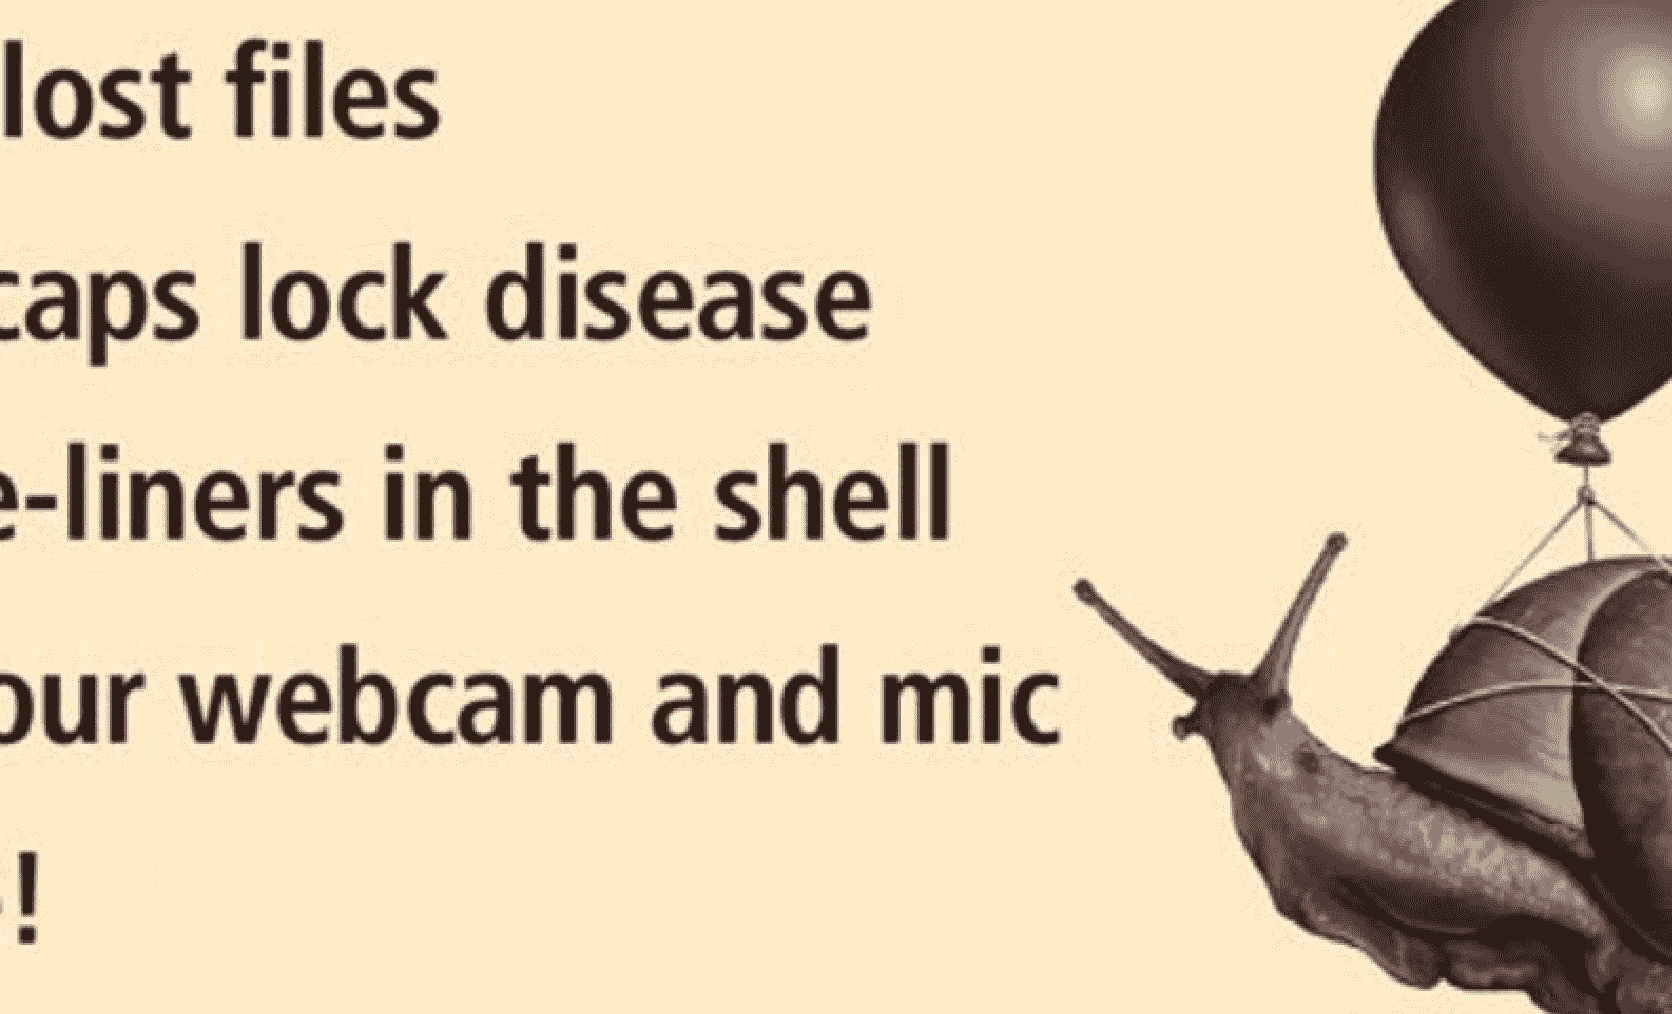 lost files
caps lock disease
e-liners in the shell
our webcam and mic
!